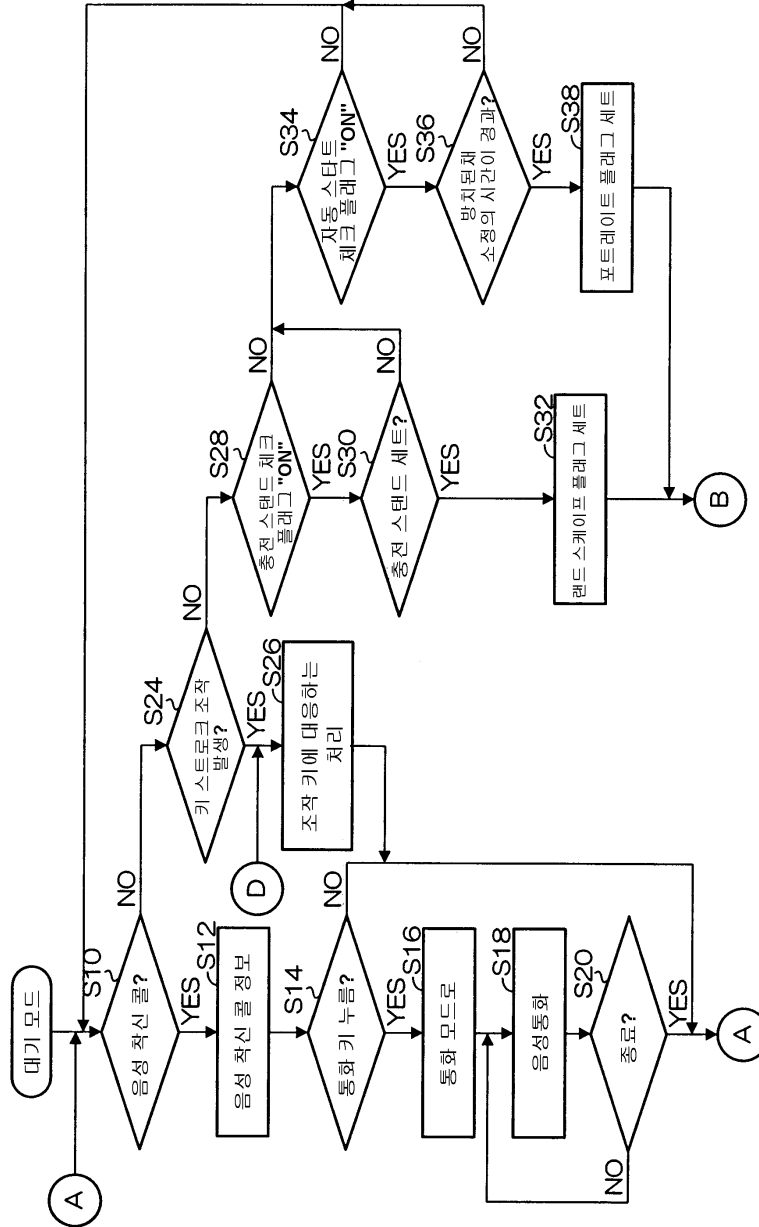 대기 모드
A
S10
음성 착신 콜?
YES
NO
S12
음성 착신 콜 정보
S14
통화 키 누름?
YES
NO
S16
통화 모드로
S18
음성통화
S20
종료?
NO
YES
A
S24
키 스트로크 조작
발생?
YES
NO
D
S26
조작 키에 대응하는
처리
S28
충전 스탠드 체크
플래그 "ON"
YES
NO
S30
충전 스탠드 세트?
YES
NO
S32
랜드 스케이프 플래그 세트
B
S34
자동 스타트
체크 플래그 "ON"
YES
NO
S36
방치된채
소정의 시간이 경과?
YES
NO
S38
포트레이트 플래그 세트